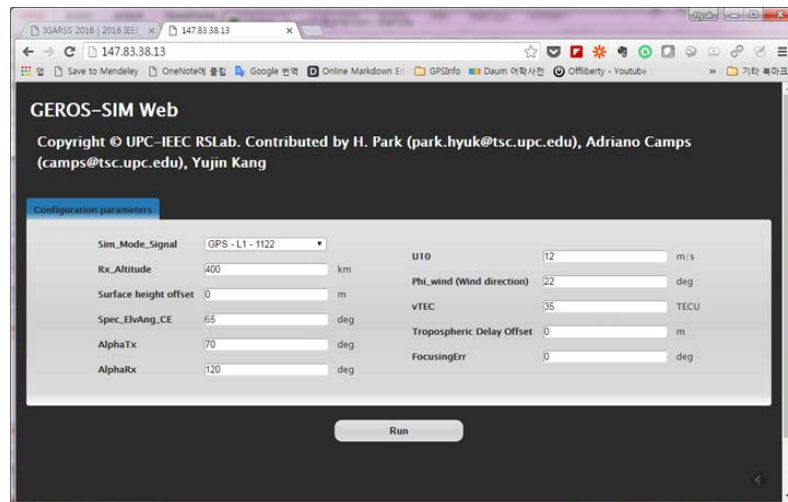 IGARSS 2016 | 2016 IEEE
147.83.38.13
Hyuk
147.83.38.13
앱
Save to Mendeley
OneNote에 클립
Google 번역
Online Markdown Ed
GPSInfo
Daum 어학사전
Offliberty - Youtube
»
기타 북마크
GEROS-SIM Web
Copyright © UPC-IEEC RSLab. Contributed by H. Park (park.hyuk@tsc.upc.edu), Adriano Camps
(camps@tsc.upc.edu), Yujin Kang
Configuration parameters
Sim_Mode_Signal GPS - L1 - 1122
Rx_Altitude 400 km
Surface height offset 0 m
Spec_ElvAng_CE 65 deg
AlphaTx 70 deg
AlphaRx 120 deg
U10 12 m/s
Phi_wind (Wind direction) 22 deg
vTEC 35 TECU
Tropospheric Delay Offset 0 m
FocusingErr 0 deg
Run